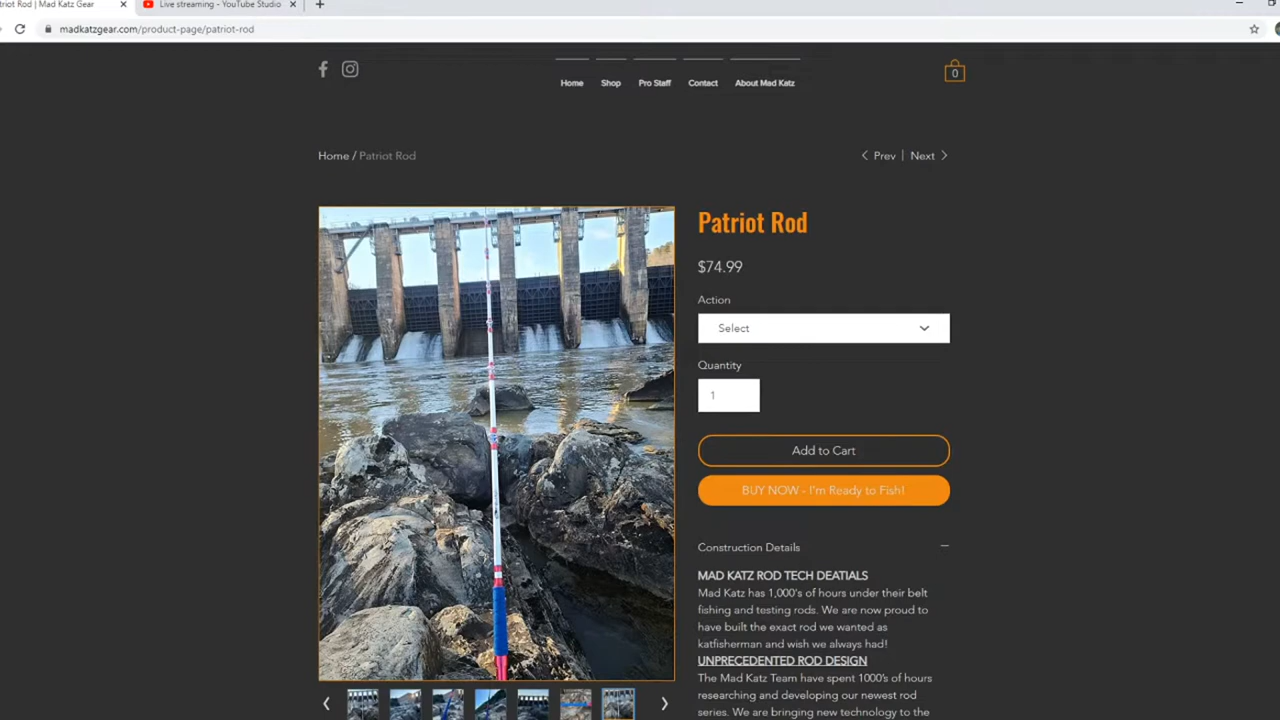 triot Rod | Mad Katz Gear
Live streaming - YouTube Studio
madkatzgear.com/product-page/patriot-rod
Home Shop Pro Staff Contact About Mad Katz
0
Home / Patriot Rod
Prev | Next
Patriot Rod
$74.99
Action
Select
Quantity
1
Add to Cart
BUY NOW - I'm Ready to Fish!
Construction Details
MAD KATZ ROD TECH DEATIALS
Mad Katz has 1,000's of hours under their belt
fishing and testing rods. We are now proud to
have built the exact rod we wanted as
katfisherman and wish we always had!
UNPRECEDENTED ROD DESIGN
The Mad Katz Team have spent 1000's of hours
researching and developing our newest rod
series. We are bringing new technology to the